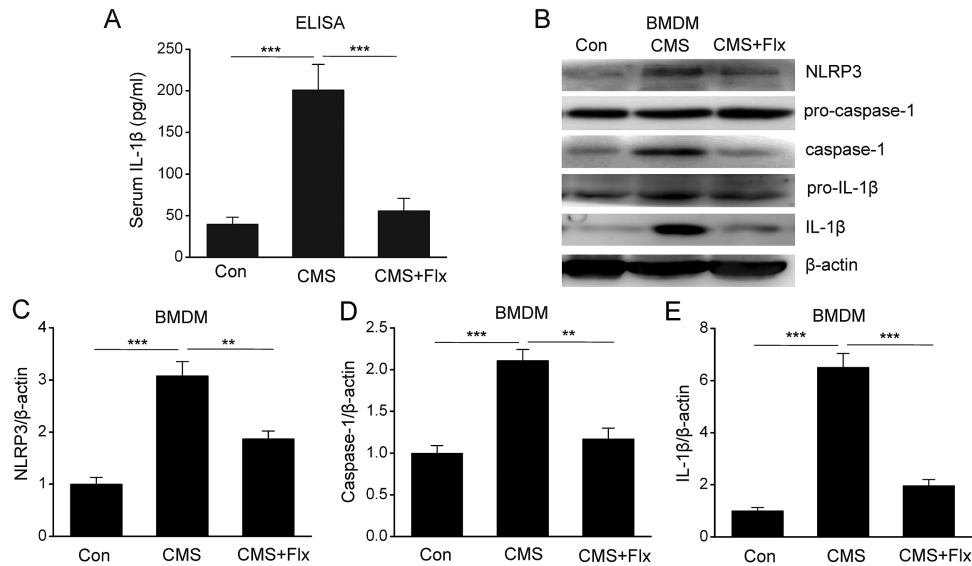 A
ELISA
Serum IL-1β (pg/ml)
250
200
150
100
50
0
***
***
Con
CMS
CMS+Flx
B
BMDM
Con
CMS
CMS+Flx
NLRP3
pro-caspase-1
caspase-1
pro-IL-1β
IL-1β
β-actin
C
BMDM
NLRP3/β-actin
4
3
2
1
0
***
**
Con
CMS
CMS+Flx
D
BMDM
Caspase-1/β-actin
2.5
2.0
1.5
1.0
0.5
0.0
***
**
Con
CMS
CMS+Flx
E
BMDM
IL-1β/β-actin
8
6
4
2
0
***
***
Con
CMS
CMS+Flx